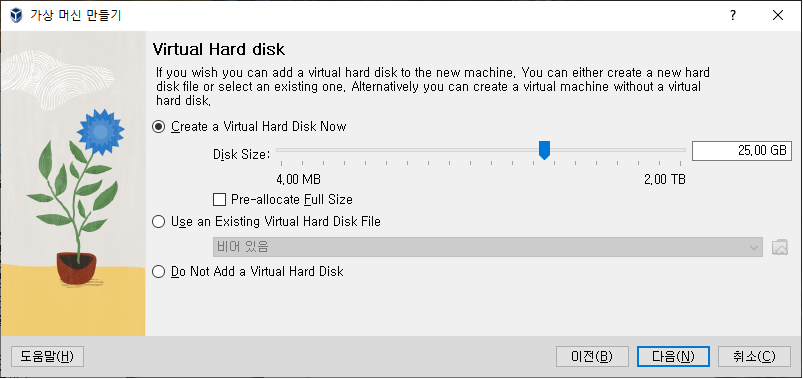 가상 머신 만들기
?
Virtual Hard disk
If you wish you can add a virtual hard disk to the new machine. You can either create a new hard
disk file or select an existing one. Alternatively you can create a virtual machine without a virtual
hard disk.
Create a Virtual Hard Disk Now
Disk Size:
25,00 GB
4,00 MB
2,00 TB
Pre-allocate Full Size
Use an Existing Virtual Hard Disk File
비어 있음
Do Not Add a Virtual Hard Disk
도움말(H)
이전(B)
다음(N)
취소(C)